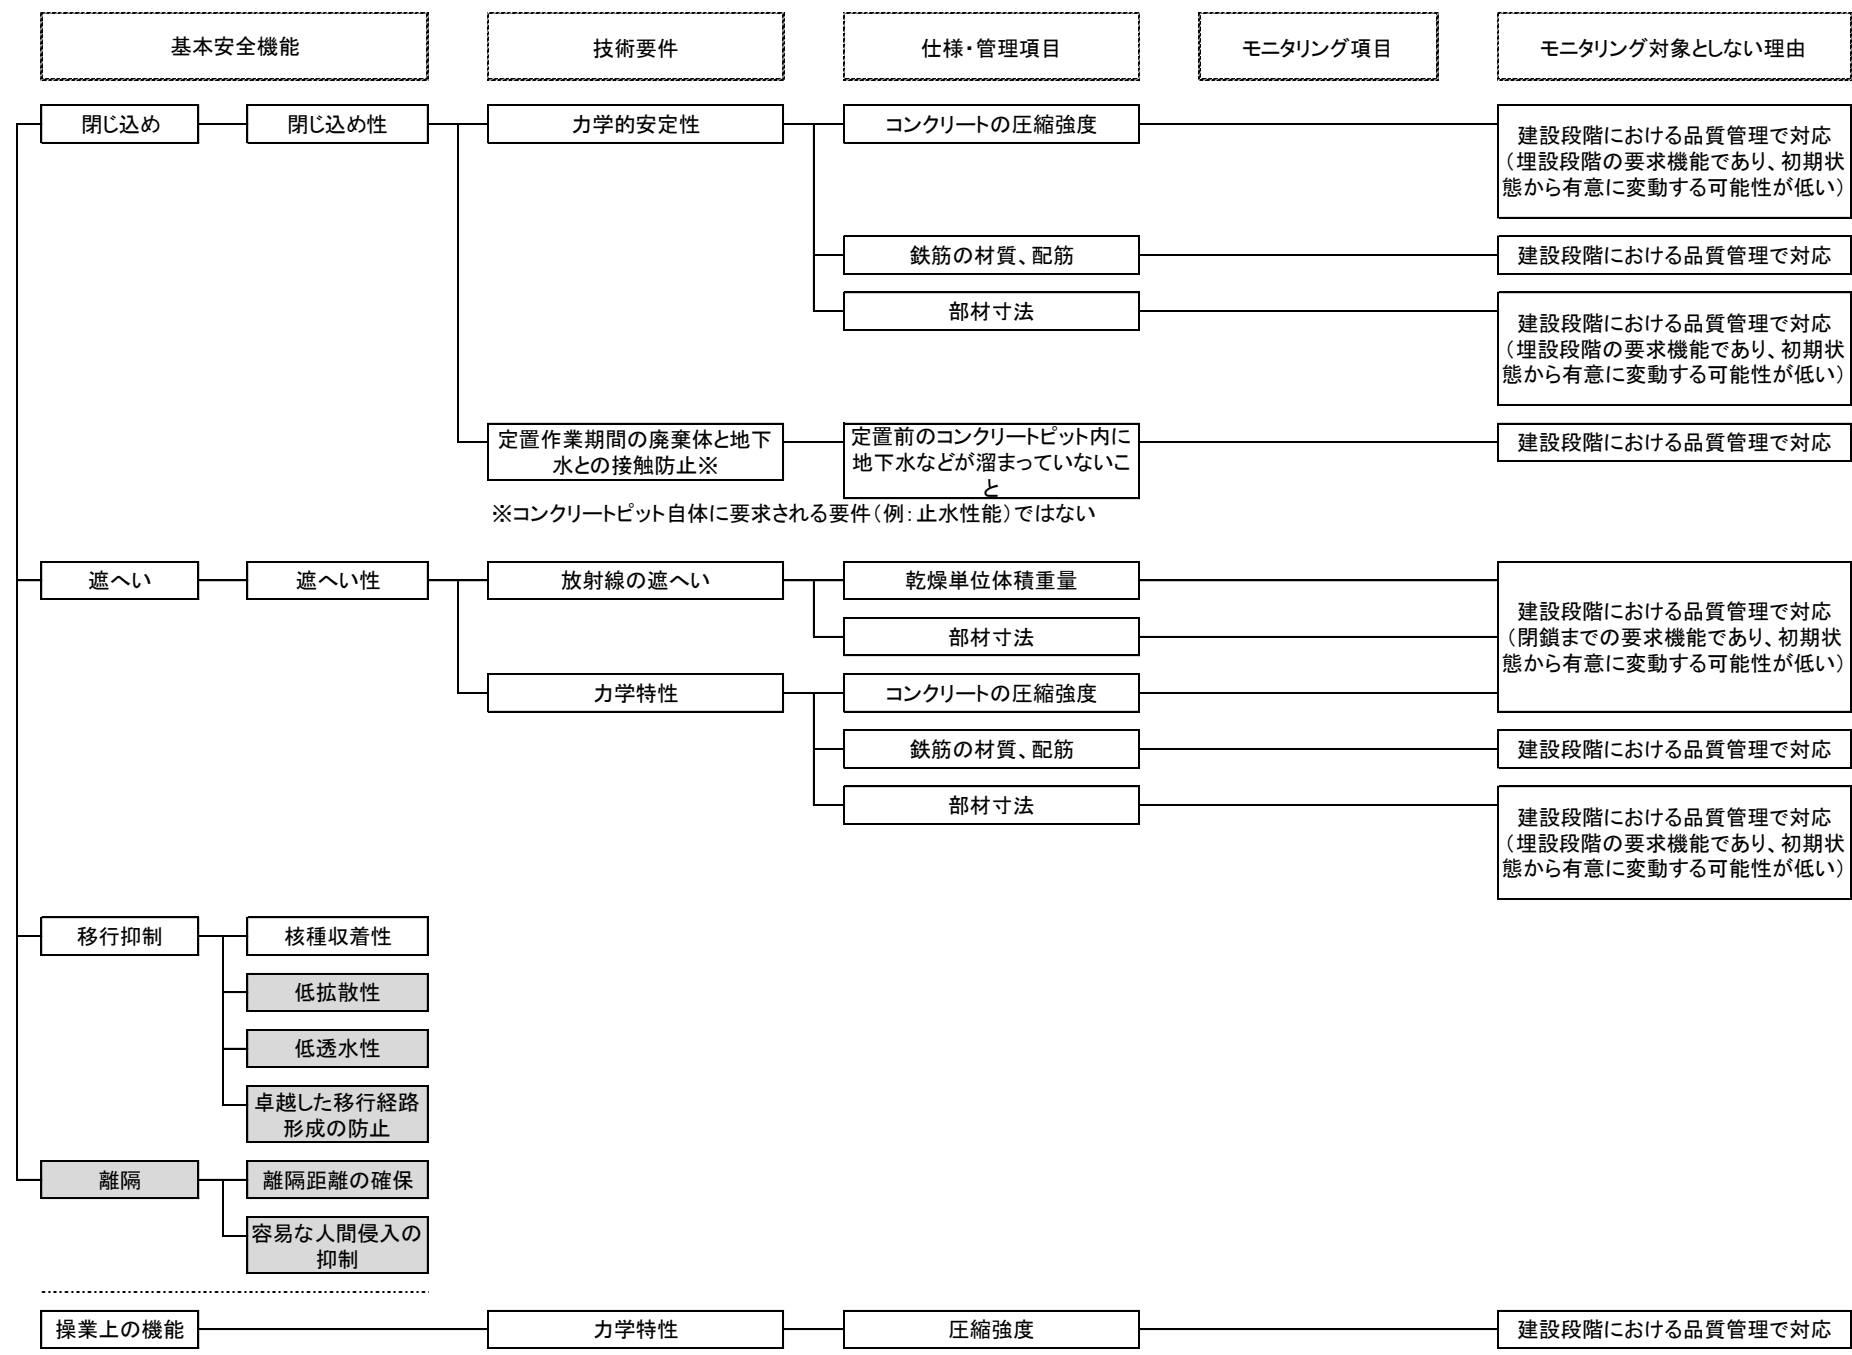 基本安全機能
技術要件
仕様・管理項目
モニタリング項目
モニタリング対象としない理由
閉じ込め
閉じ込め性
力学的安定性
コンクリートの圧縮強度
建設段階における品質管理で対応
（埋設段階の要求機能であり、初期状
態から有意に変動する可能性が低い）
鉄筋の材質、配筋
建設段階における品質管理で対応
部材寸法
建設段階における品質管理で対応
（埋設段階の要求機能であり、初期状
態から有意に変動する可能性が低い）
定置作業期間の廃棄体と地下
水との接触防止※
定置前のコンクリートピット内に
地下水などが溜まっていないこ
と
建設段階における品質管理で対応
※コンクリートピット自体に要求される要件（例：止水性能）ではない
遮へい
遮へい性
放射線の遮へい
乾燥単位体積重量
建設段階における品質管理で対応
（閉鎖までの要求機能であり、初期状
態から有意に変動する可能性が低い）
部材寸法
力学特性
コンクリートの圧縮強度
鉄筋の材質、配筋
建設段階における品質管理で対応
部材寸法
建設段階における品質管理で対応
（埋設段階の要求機能であり、初期状
態から有意に変動する可能性が低い）
移行抑制
核種収着性
低拡散性
低透水性
卓越した移行経路
形成の防止
離隔
離隔距離の確保
容易な人間侵入の
抑制
操業上の機能
力学特性
圧縮強度
建設段階における品質管理で対応